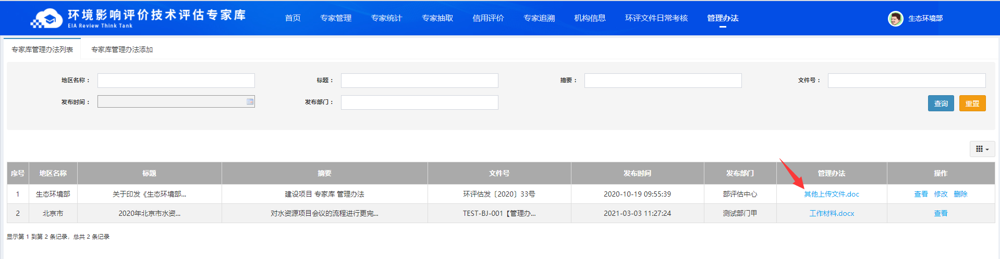 环境影响评价技术评估专家库
EIA Review Think Tank
首页 专家管理 专家统计 专家抽取 信用评价 专家追溯 机构信息 环评文件日常考核 管理办法 生态环境部
专家库管理办法列表 专家库管理办法添加
地区名称： 标题： 摘要： 文件号：
发布时间： 发布部门： 查询 重置
序号 地区名称 标题 摘要 文件号 发布时间 发布部门 管理办法 操作
1 生态环境部 关于印发《生态环境部... 建设项目 专家库 管理办法 环评估发〔2020〕33号 2020-10-19 09:55:39 部评估中心 其他上传文件.doc 查看 修改 删除
2 北京市 2020年北京市水资... 对水资源项目会议的流程进行更完... TEST-BJ-001【管理办... 2021-03-03 11:27:24 测试部门甲 工作材料.docx 查看
显示第 1 到第 2 条记录，总共 2 条记录